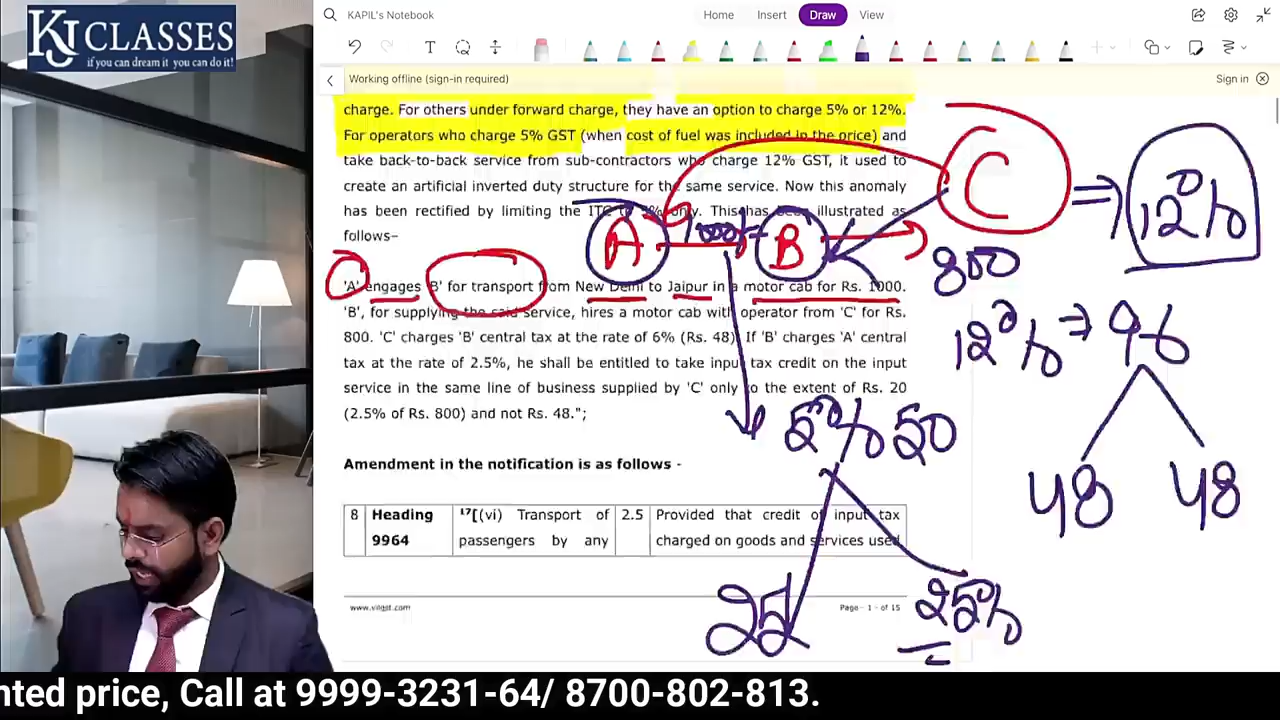 KJ CLASSES
if you can dream it you can do it!
KAPIL's Notebook
Home Insert Draw View
Working offline (sign-in required)
Sign in
charge. For others under forward charge, they have an option to charge 5% or 12%.
For operators who charge 5% GST (when cost of fuel was included in the price) and
take back-to-back service from sub-contractors who charge 12% GST, it used to
create an artificial inverted duty structure for the same service. Now this anomaly
has been rectified by limiting the ITC to 5% only. This has been illustrated as
follows–
'A' engages 'B' for transport from New Delhi to Jaipur in a motor cab for Rs. 1000.
'B', for supplying the said service, hires a motor cab with operator from 'C' for Rs.
800. 'C' charges 'B' central tax at the rate of 6% (Rs. 48). If 'B' charges 'A' central
tax at the rate of 2.5%, he shall be entitled to take input tax credit on the input
service in the same line of business supplied by 'C' only to the extent of Rs. 20
(2.5% of Rs. 800) and not Rs. 48.";
Amendment in the notification is as follows -
8 Heading 17[(vi) Transport of 2.5 Provided that credit of input tax
9964 passengers by any charged on goods and services used
www.vilgst.com
Page - 1 - of 15
A 1000/- B C 12%
800
12% ⇒ 96
48 48
5% 50
25 25%
nted price, Call at 9999-3231-64/ 8700-802-813.